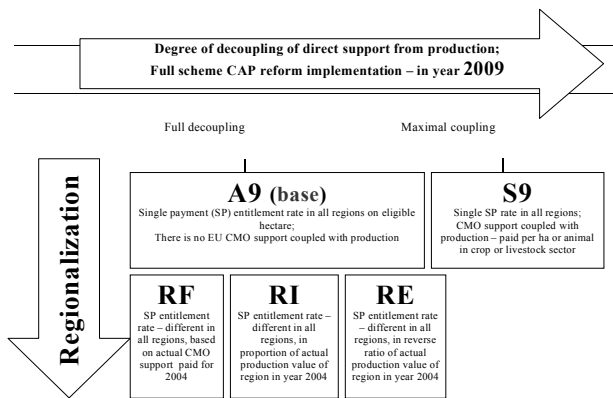 Degree of decoupling of direct support from production;
Full scheme CAP reform implementation – in year 2009
Full decoupling
Maximal coupling
Regionalization
A9 (base)
Single payment (SP) entitlement rate in all regions on eligible
hectare;
There is no EU CMO support coupled with production
S9
Single SP rate in all regions;
CMO support coupled with
production – paid per ha or animal
in crop or livestock sector
RF
SP entitlement
rate – different in
all regions, based
on actual CMO
support paid for
2004
RI
SP entitlement rate –
different in all
regions, in
proportion of actual
production value of
region in year 2004
RE
SP entitlement
rate – different in all
regions, in reverse
ratio of actual
production value of
region in year 2004